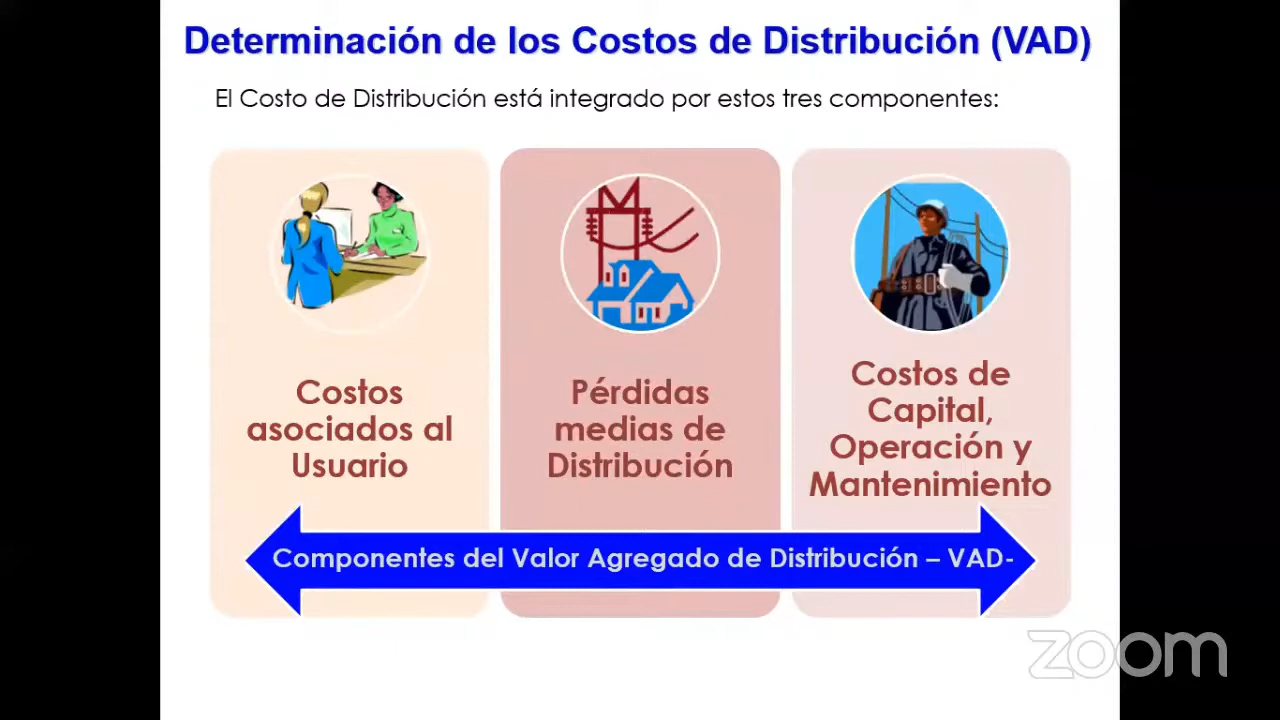 Determinación de los Costos de Distribución (VAD)
El Costo de Distribución está integrado por estos tres componentes:
Costos
asociados al
Usuario
Pérdidas
medias de
Distribución
Costos de
Capital,
Operación y
Mantenimiento
Componentes del Valor Agregado de Distribución – VAD-
zoom